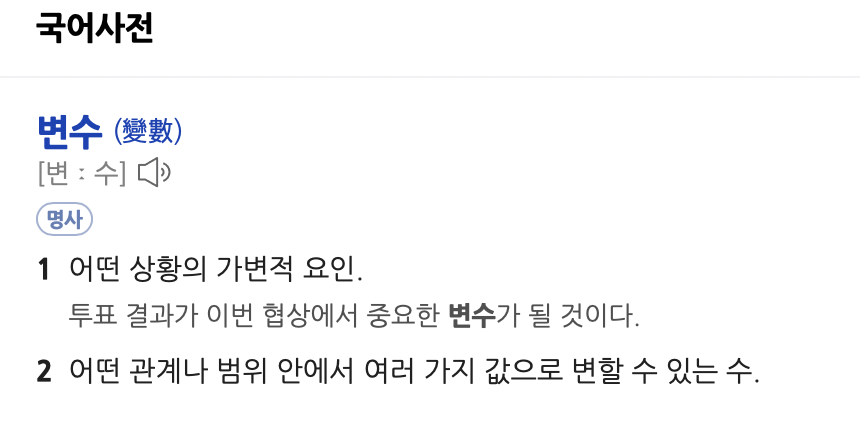 국어사전
변수 (變數)
[변ː수]
명사
1 어떤 상황의 가변적 요인.
투표 결과가 이번 협상에서 중요한 변수가 될 것이다.
2 어떤 관계나 범위 안에서 여러 가지 값으로 변할 수 있는 수.